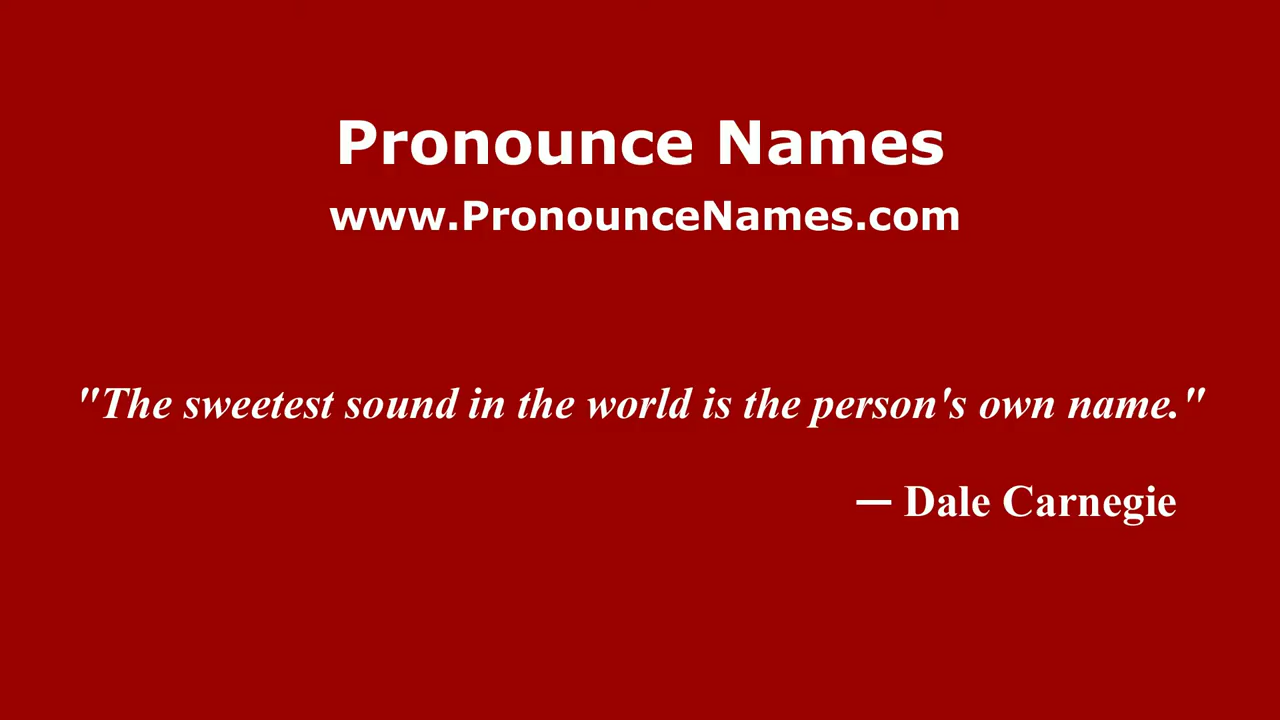 Pronounce Names
www.PronounceNames.com
"The sweetest sound in the world is the person's own name."
— Dale Carnegie